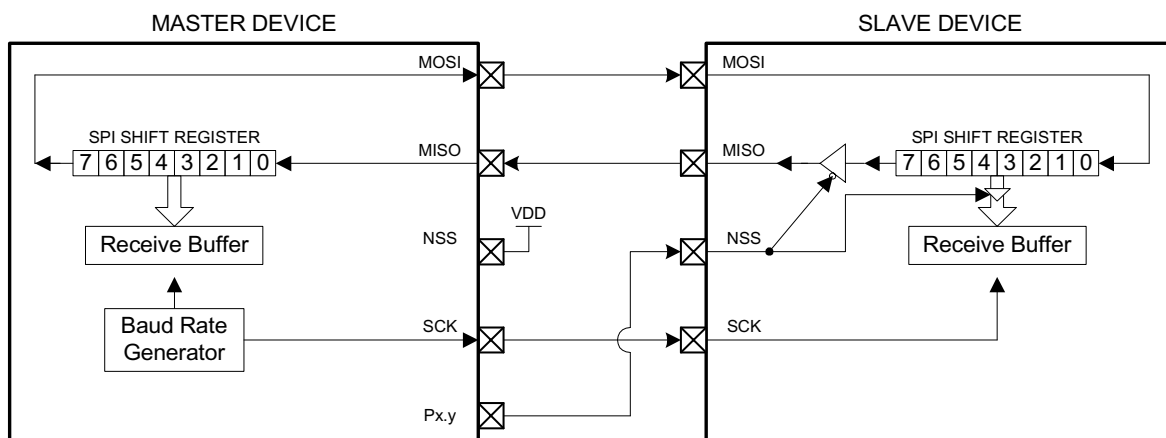 MASTER DEVICE
SLAVE DEVICE
MOSI
MOSI
SPI SHIFT REGISTER
MISO
MISO
SPI SHIFT REGISTER
7 6 5 4 3 2 1 0
7 6 5 4 3 2 1 0
VDD
Receive Buffer
NSS
NSS
Receive Buffer
Baud Rate
Generator
SCK
SCK
Px.y